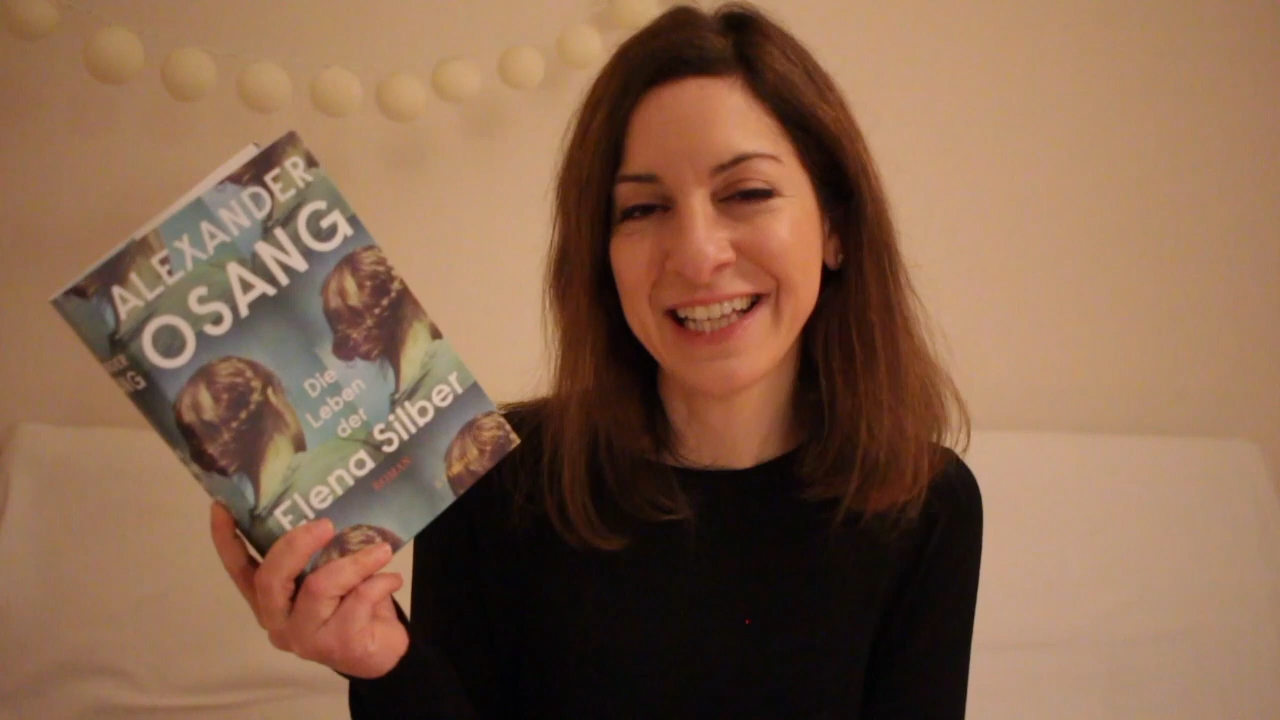 ALEXANDER
OSANG
Die
Leben
der
Elena Silber
ROMAN